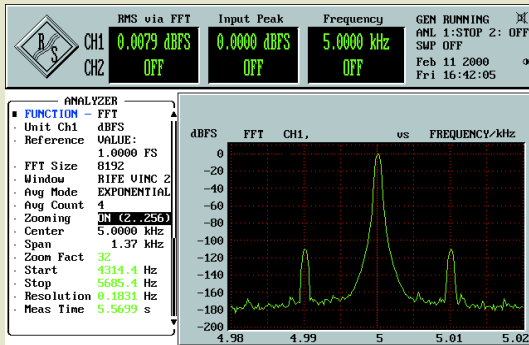 RMS via FFT Input Peak Frequency
R S
CH1 0.0079 dBFS 0.0000 dBFS 5.0000 kHz
CH2 OFF OFF OFF
GEN RUNNING
ANL 1:STOP 2: OFF
SWP OFF
Feb 11 2000
Fri 16:42:05
ANALYZER
FUNCTION - FFT
Unit Ch1 dBFS
Reference VALUE:
1.0000 FS
FFT Size 8192
Window RIFE VINC 2
Avg Mode EXPONENTIAL
Avg Count 4
Zooming ON (2..256)
Center 5.0000 kHz
Span 1.37 kHz
Zoom Fact 32
Start 4314.4 Hz
Stop 5685.4 Hz
Resolution 0.1831 Hz
Meas Time 5.5699 s
dBFS FFT CH1, vs FREQUENCY/kHz
0
-20
-40
-60
-80
-100
-120
-140
-160
-180
-200
4.98 4.99 5 5.01 5.02